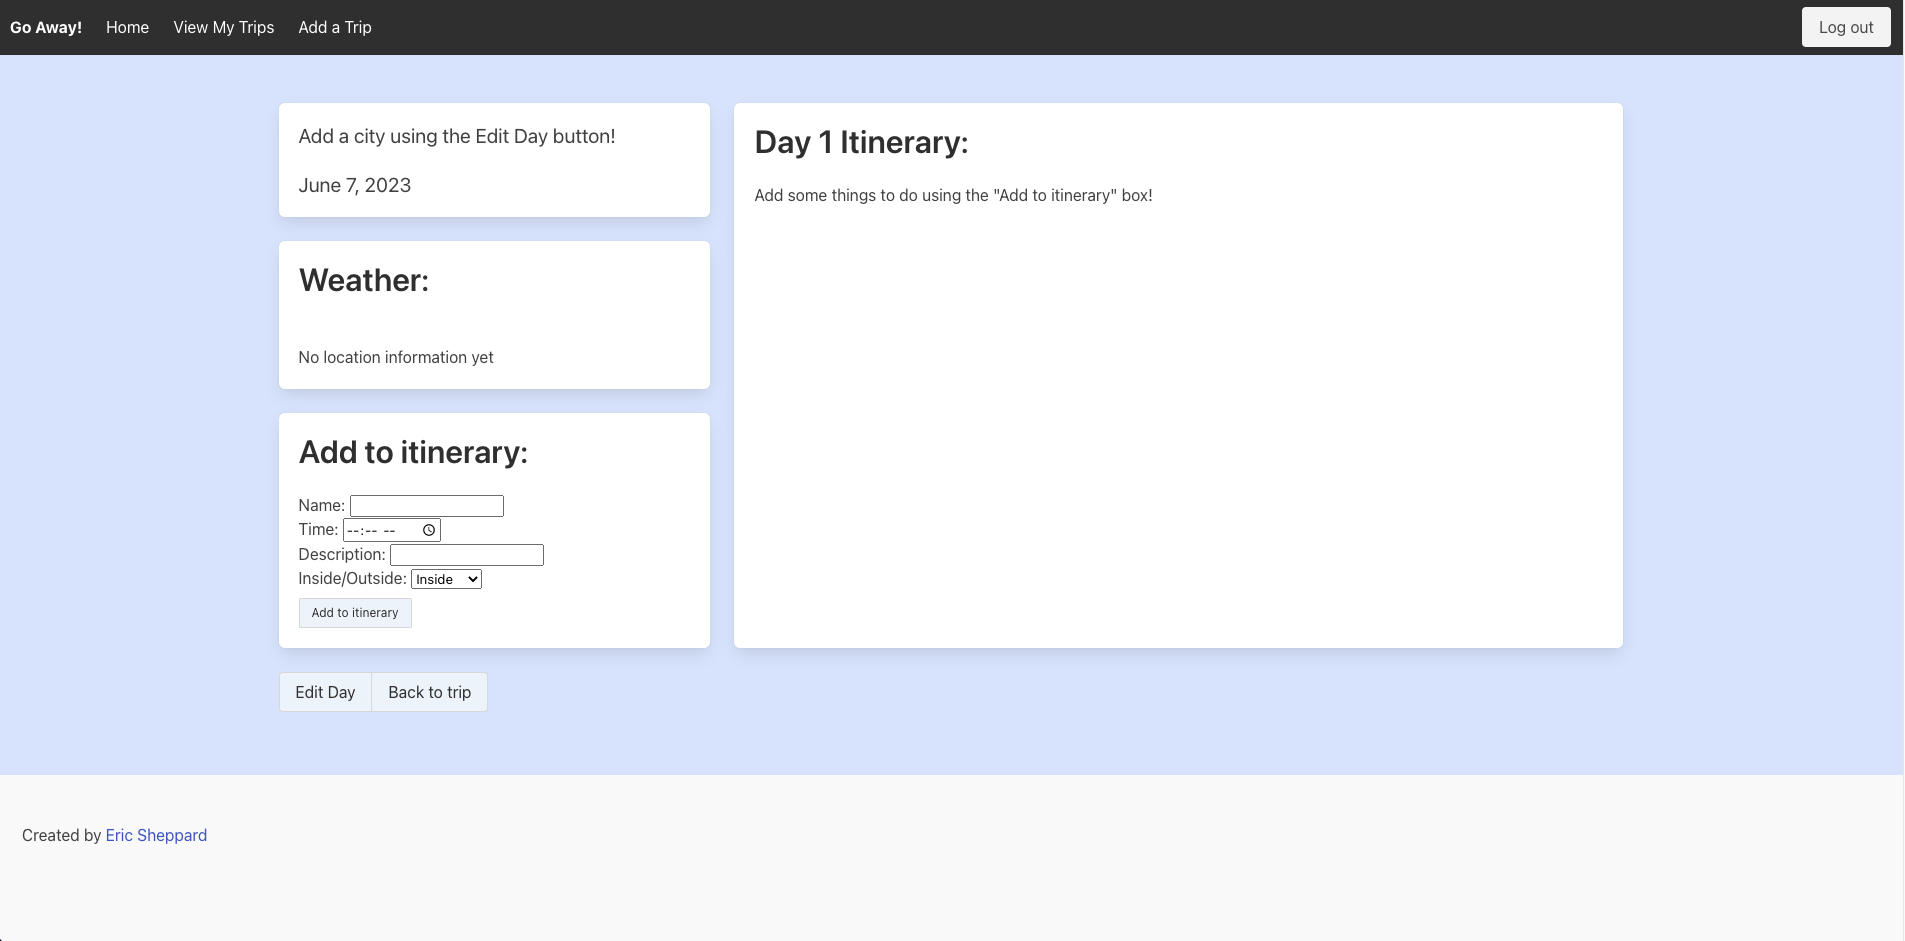 Go Away! Home View My Trips Add a Trip Log out
Add a city using the Edit Day button!
June 7, 2023
Weather:
No location information yet
Add to itinerary:
Name:
Time: --:-- --
Description:
Inside/Outside: Inside
Add to itinerary
Day 1 Itinerary:
Add some things to do using the "Add to itinerary" box!
Edit Day Back to trip
Created by Eric Sheppard